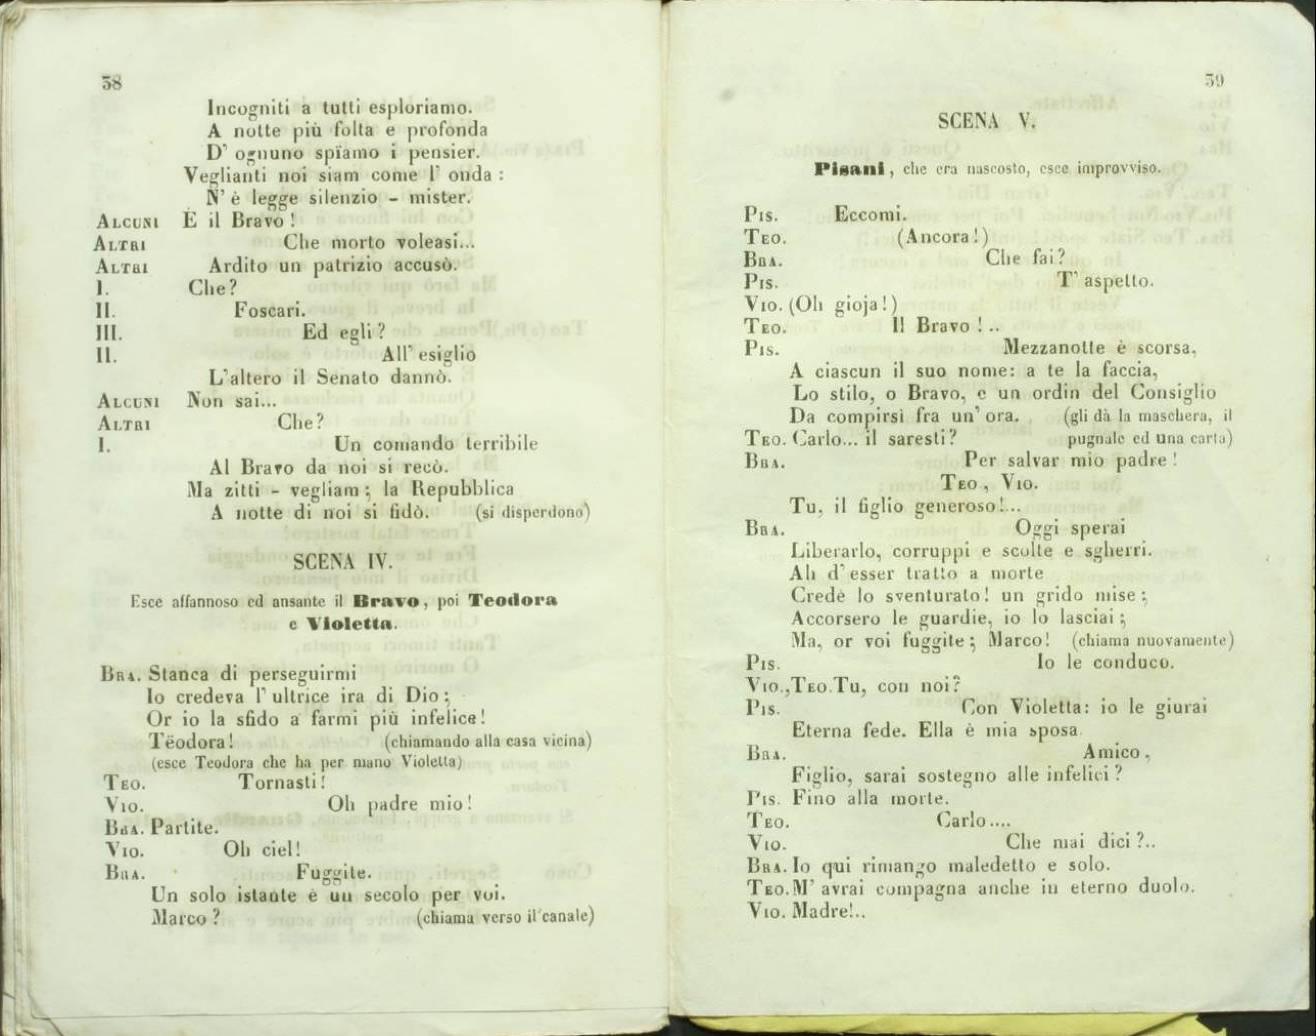 38
Incogniti a tutti esploriamo.
A notte più folta e profonda
D' ognuno spïamo i pensier.
Veglianti noi siam come l' onda :
N' è legge silenzio - mister.
ALCUNI È il Bravo !
ALTRI Che morto voleasi...
ALTRI Ardito un patrizio accusò.
I. Che?
II. Foscari.
III. Ed egli?
II. All' esiglio
L'altero il Senato dannò.
ALCUNI Non sai...
ALTRI Che?
I. Un comando terribile
Al Bravo da noi si recò.
Ma zitti - vegliam; la Repubblica
A notte di noi si fidò. (si disperdono)
SCENA IV.
Esce affannoso ed ansante il Bravo, poi Teodora
e Violetta.
BRA. Stanca di perseguirmi
Io credeva l' ultrice ira di Dio;
Or io la sfido a farmi più infelice!
Tëodora! (chiamando alla casa vicina)
(esce Teodora che ha per mano Violetta)
TEO. Tornasti!
VIO. Oh padre mio!
BRA. Partite.
VIO. Oh ciel!
BRA. Fuggite.
Un solo istante è un secolo per voi.
Marco ? (chiama verso il canale)
39
SCENA V.
Pisani, che era nascosto, esce improvviso.
PIS. Eccomi.
TEO. (Ancora!)
BRA. Che fai?
PIS. T' aspetto.
VIO. (Oh gioja!)
TEO. Il Bravo !..
PIS. Mezzanotte è scorsa,
A ciascun il suo nome: a te la faccia,
Lo stilo, o Bravo, e un ordin del Consiglio
Da compirsi fra un' ora. (gli dà la maschera, il
TEO. Carlo... il saresti? pugnale ed una carta)
BRA. Per salvar mio padre!
TEO, VIO.
Tu, il figlio generoso!...
BRA. Oggi sperai
Liberarlo, corruppi e scolte e sgherri.
Ah d' esser tratto a morte
Credè lo sventurato! un grido mise;
Accorsero le guardie, io lo lasciai;
Ma, or voi fuggite; Marco! (chiama nuovamente)
PIS. Io le conduco.
VIO.,TEO. Tu, con noi?
PIS. Con Violetta: io le giurai
Eterna fede. Ella è mia sposa
BRA. Amico,
Figlio, sarai sostegno alle infelici?
PIS. Fino alla morte.
TEO. Carlo....
VIO. Che mai dici?..
BRA. Io qui rimango maledetto e solo.
TEO. M' avrai compagna anche in eterno duolo.
VIO. Madre!..